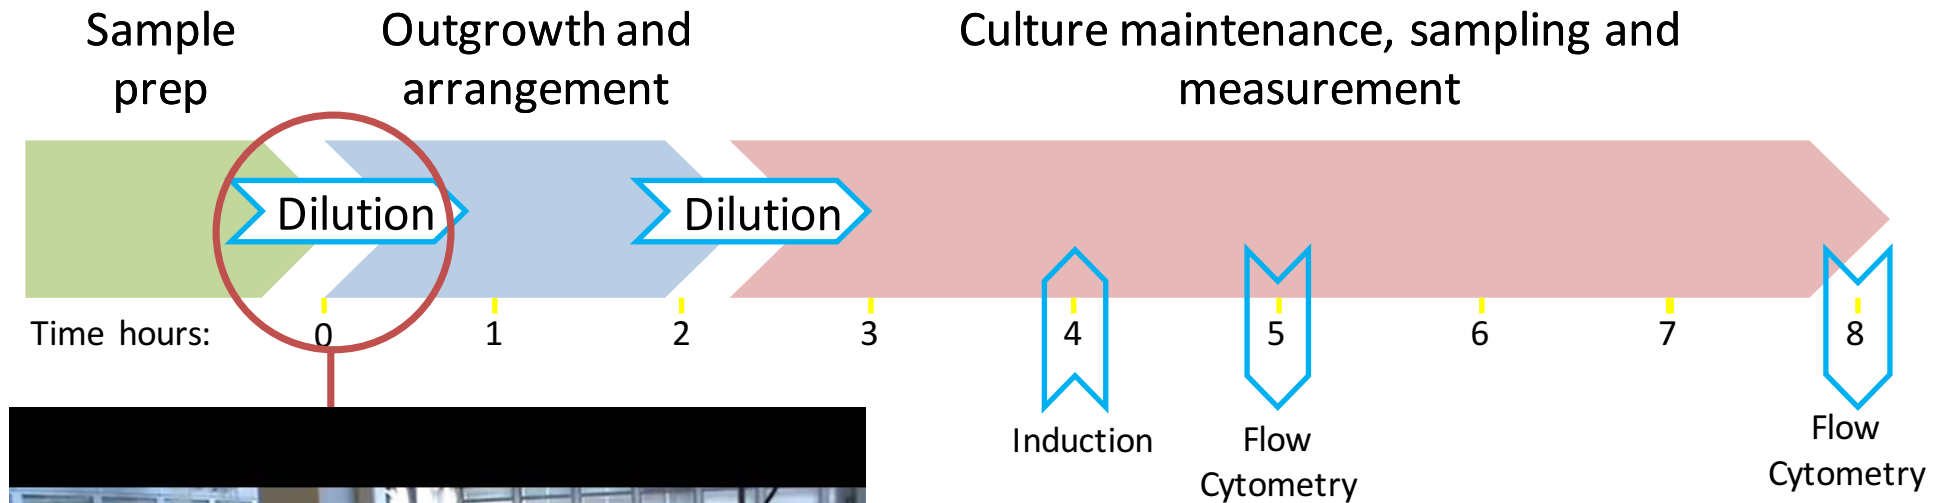 Sample
prep
Outgrowth and
arrangement
Culture maintenance, sampling and
measurement
Dilution
Dilution
Time hours: 0 1 2 3 4 5 6 7 8
Induction
Flow
Cytometry
Flow
Cytometry